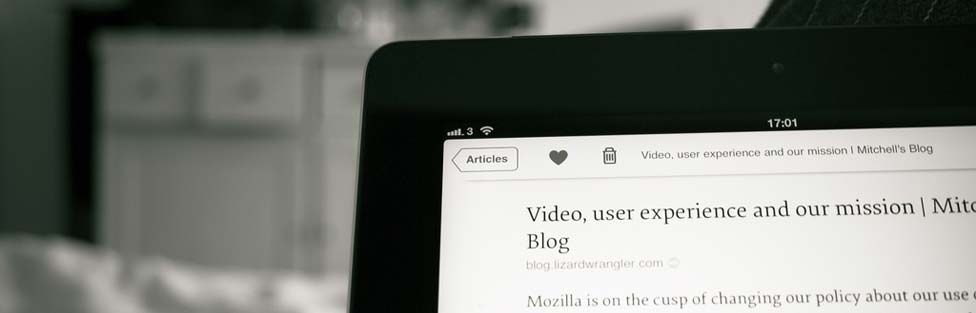 3
17:01
Articles
Video, user experience and our mission | Mitchell's Blog
Video, user experience and our mission |
Blog
blog.lizardwrangler.com
Mozilla is on the cusp of changing our policy about our use